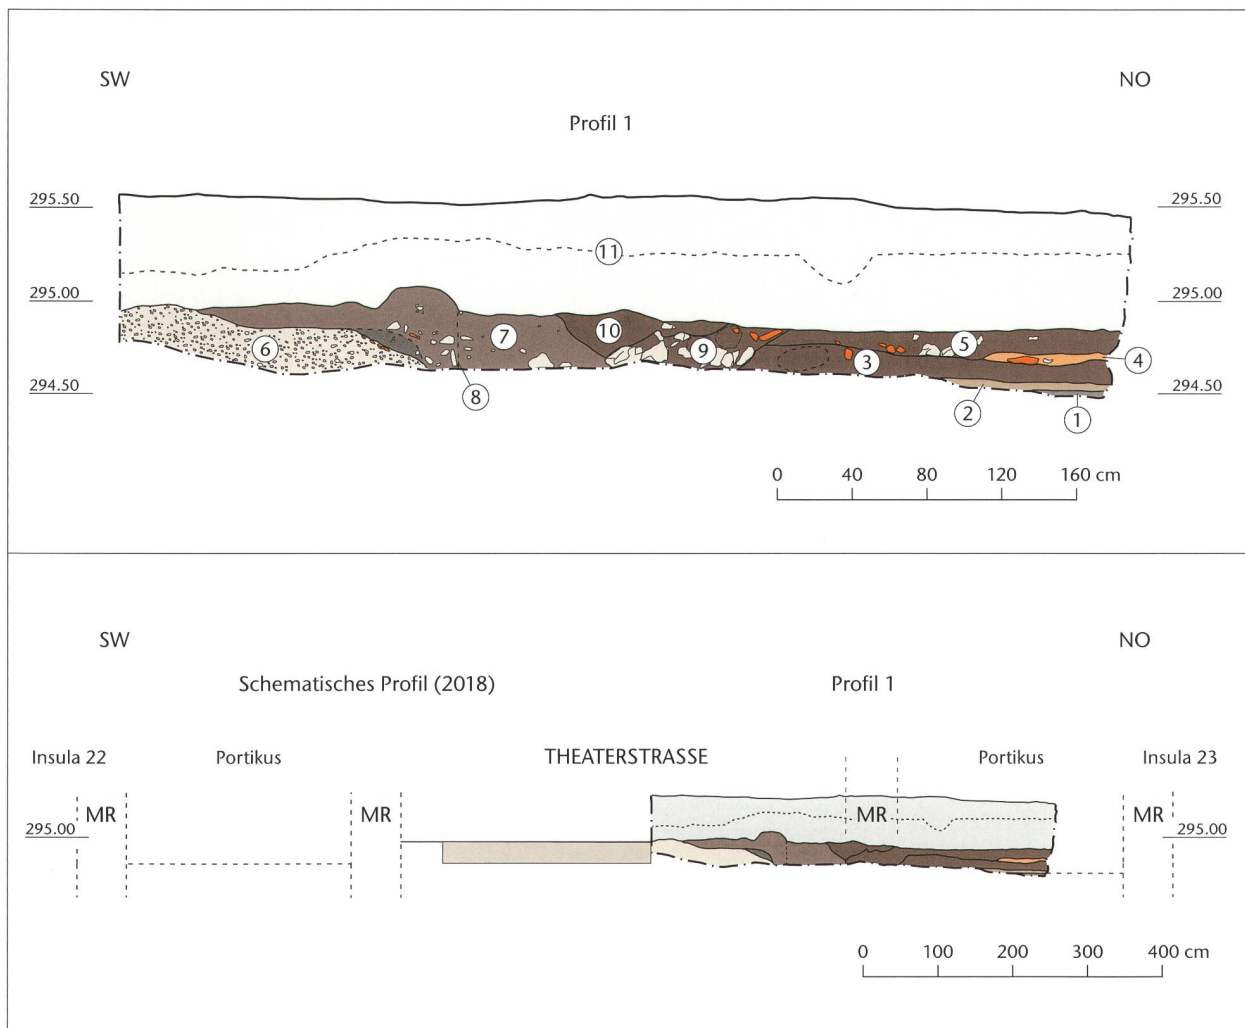 SW NO
Profil 1
295.50 295.50
11
295.00 295.00
10 7 6 9 5 3 4
294.50 294.50
8 2 1
0 40 80 120 160 cm
SW NO
Schematisches Profil (2018) Profil 1
Insula 22 Portikus THEATERSTRASSE Portikus Insula 23
MR MR MR MR
295.00 295.00
0 100 200 300 400 cm